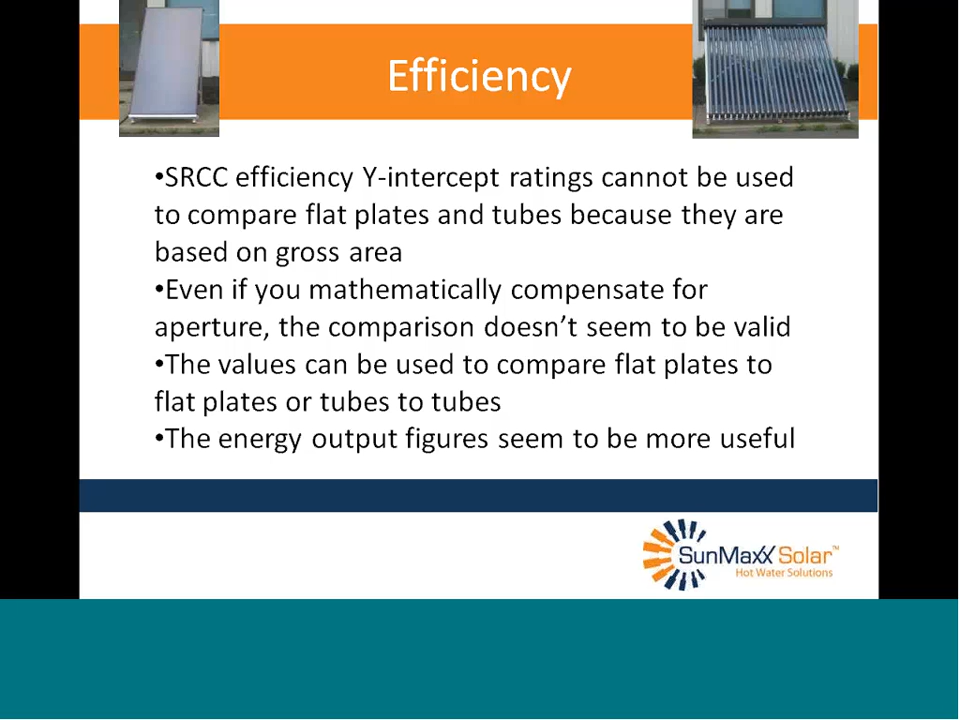 Efficiency
•SRCC efficiency Y-intercept ratings cannot be used
to compare flat plates and tubes because they are
based on gross area
•Even if you mathematically compensate for
aperture, the comparison doesn’t seem to be valid
•The values can be used to compare flat plates to
flat plates or tubes to tubes
•The energy output figures seem to be more useful
SunMaxx Solar™
Hot Water Solutions